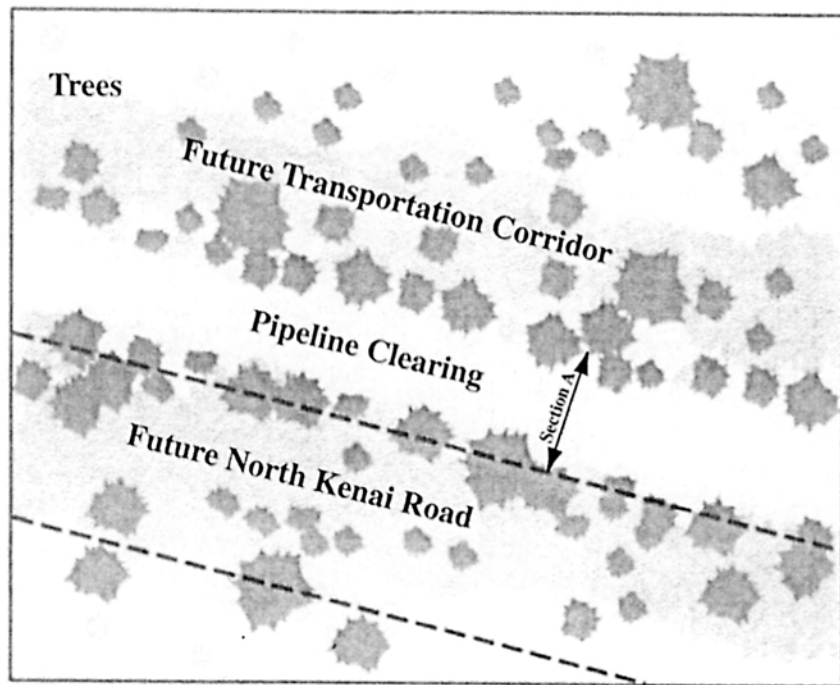 Trees
Future Transportation Corridor
Pipeline Clearing
Section A
Future North Kenai Road